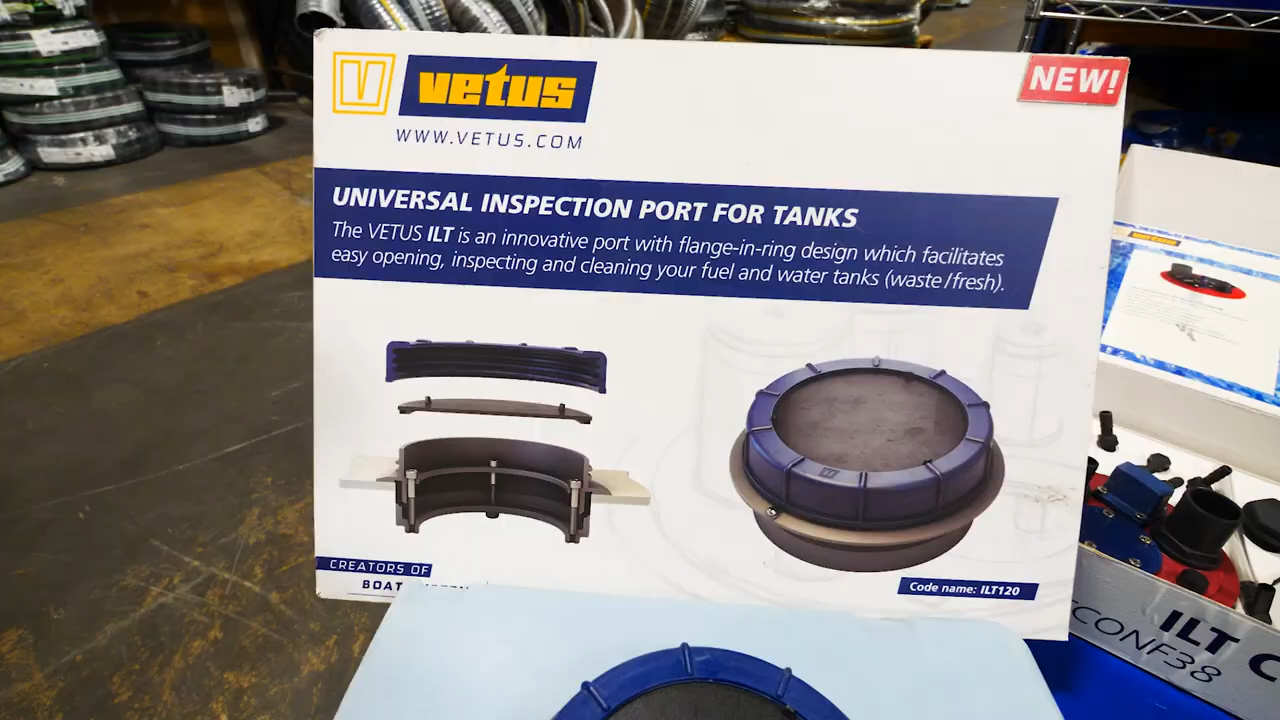 V vetus
NEW!
WWW.VETUS.COM
UNIVERSAL INSPECTION PORT FOR TANKS
The VETUS ILT is an innovative port with flange-in-ring design which facilitates
easy opening, inspecting and cleaning your fuel and water tanks (waste/fresh).
vetus
CREATORS OF
BOAT
Code name: ILT120
ILT C
CONF38